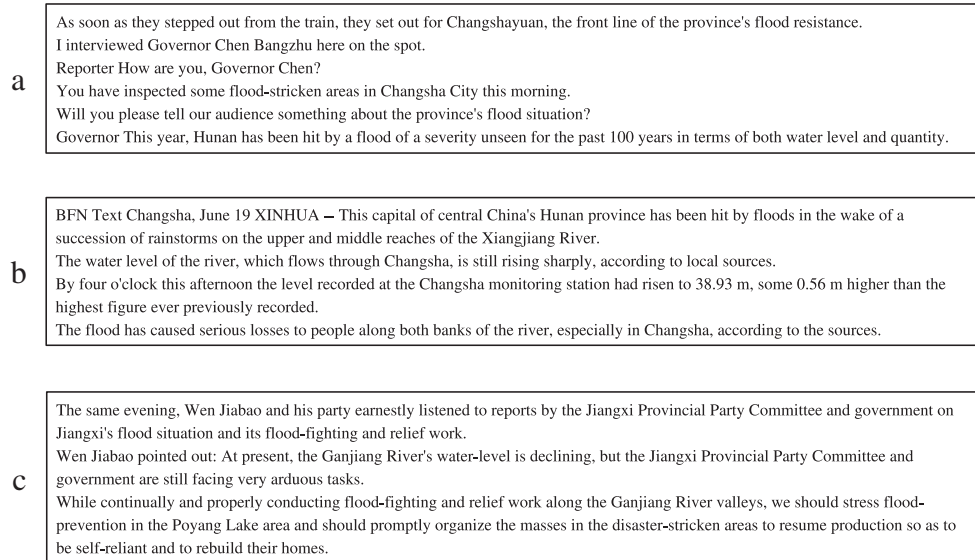 a
As soon as they stepped out from the train, they set out for Changshayuan, the front line of the province's flood resistance.
I interviewed Governor Chen Bangzhu here on the spot.
Reporter How are you, Governor Chen?
You have inspected some flood-stricken areas in Changsha City this morning.
Will you please tell our audience something about the province's flood situation?
Governor This year, Hunan has been hit by a flood of a severity unseen for the past 100 years in terms of both water level and quantity.
b
BFN Text Changsha, June 19 XINHUA – This capital of central China's Hunan province has been hit by floods in the wake of a
succession of rainstorms on the upper and middle reaches of the Xiangjiang River.
The water level of the river, which flows through Changsha, is still rising sharply, according to local sources.
By four o'clock this afternoon the level recorded at the Changsha monitoring station had risen to 38.93 m, some 0.56 m higher than the
highest figure ever previously recorded.
The flood has caused serious losses to people along both banks of the river, especially in Changsha, according to the sources.
c
The same evening, Wen Jiabao and his party earnestly listened to reports by the Jiangxi Provincial Party Committee and government on
Jiangxi's flood situation and its flood-fighting and relief work.
Wen Jiabao pointed out: At present, the Ganjiang River's water-level is declining, but the Jiangxi Provincial Party Committee and
government are still facing very arduous tasks.
While continually and properly conducting flood-fighting and relief work along the Ganjiang River valleys, we should stress flood-
prevention in the Poyang Lake area and should promptly organize the masses in the disaster-stricken areas to resume production so as to
be self-reliant and to rebuild their homes.